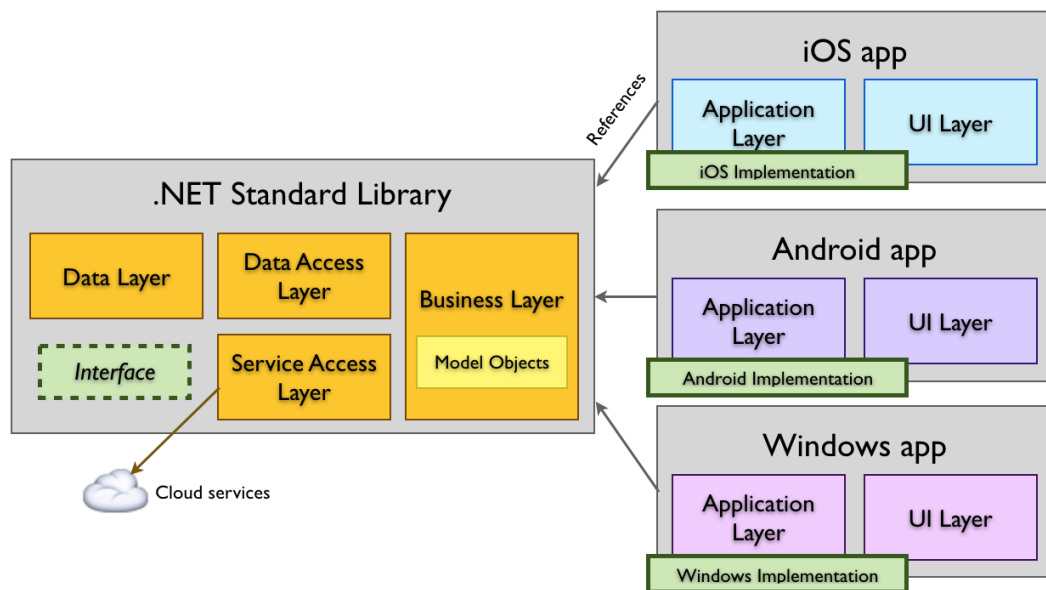 iOS app
Application
Layer
UI Layer
iOS Implementation
References
.NET Standard Library
Data Layer
Data Access
Layer
Business Layer
Model Objects
Interface
Service Access
Layer
Cloud services
Android app
Application
Layer
UI Layer
Android Implementation
Windows app
Application
Layer
UI Layer
Windows Implementation